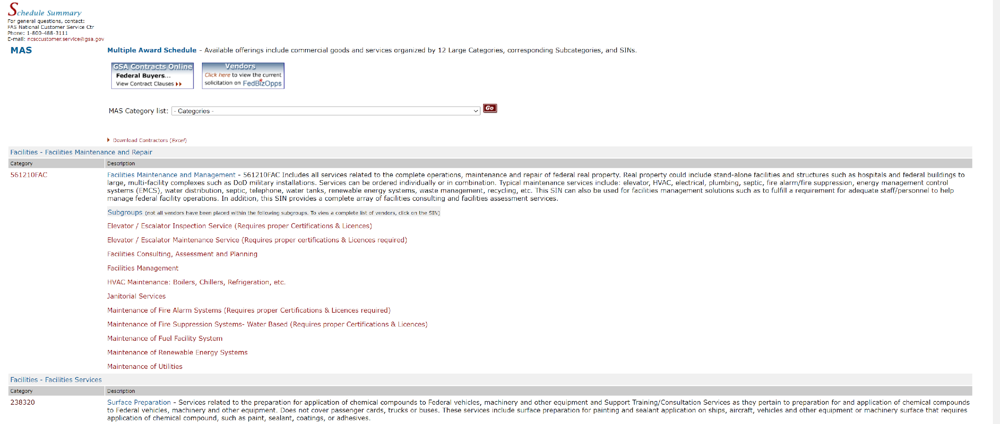 Schedule Summary
For general questions, contact:
FAS National Customer Service Ctr
Phone: 1-800-488-3111
E-mail: ncsccustomer.service@gsa.gov
MAS
Multiple Award Schedule - Available offerings include commercial goods and services organized by 12 Large Categories, corresponding Subcategories, and SINs.
GSA Contracts Online
Federal Buyers...
View Contract Clauses
Vendors
Click here to view the current
solicitation on FedBizOpps
MAS Category list: - Categories - Go
Download Contractors (Excel)
Facilities - Facilities Maintenance and Repair
Category Description
561210FAC
Facilities Maintenance and Management - 561210FAC Includes all services related to the complete operations, maintenance and repair of federal real property. Real property could include stand-alone facilities and structures such as hospitals and federal buildings to
large, multi-facility complexes such as DoD military installations. Services can be ordered individually or in combination. Typical maintenance services include: elevator, HVAC, electrical, plumbing, septic, fire alarm/fire suppression, energy management control
systems (EMCS), water distribution, septic, telephone, water tanks, renewable energy systems, waste management, recycling, etc. This SIN can also be used for facilities management solutions such as to fulfill a requirement for adequate staff/personnel to help
manage federal facility operations. In addition, this SIN provides a complete array of facilities consulting and facilities assessment services.
Subgroups (not all vendors have been placed within the following subgroups. To view a complete list of vendors, click on the SIN)
Elevator / Escalator Inspection Service (Requires proper Certifications & Licences)
Elevator / Escalator Maintenance Service (Requires proper certifications & Licences required)
Facilities Consulting, Assessment and Planning
Facilities Management
HVAC Maintenance: Boilers, Chillers, Refrigeration, etc.
Janitorial Services
Maintenance of Fire Alarm Systems (Requires proper Certifications & Licences required)
Maintenance of Fire Suppression Systems- Water Based (Requires proper Certifications & Licences)
Maintenance of Fuel Facility System
Maintenance of Renewable Energy Systems
Maintenance of Utilities
Facilities - Facilities Services
Category Description
238320
Surface Preparation - Services related to the preparation for application of chemical compounds to Federal vehicles, machinery and other equipment and Support Training/Consultation Services as they pertain to preparation for and application of chemical compounds
to Federal vehicles, machinery and other equipment. Does not cover passenger cards, trucks or buses. These services include surface preparation for painting and sealant application on ships, aircraft, vehicles and other equipment or machinery surface that requires
application of chemical compound, such as paint, sealant, coatings, or adhesives.